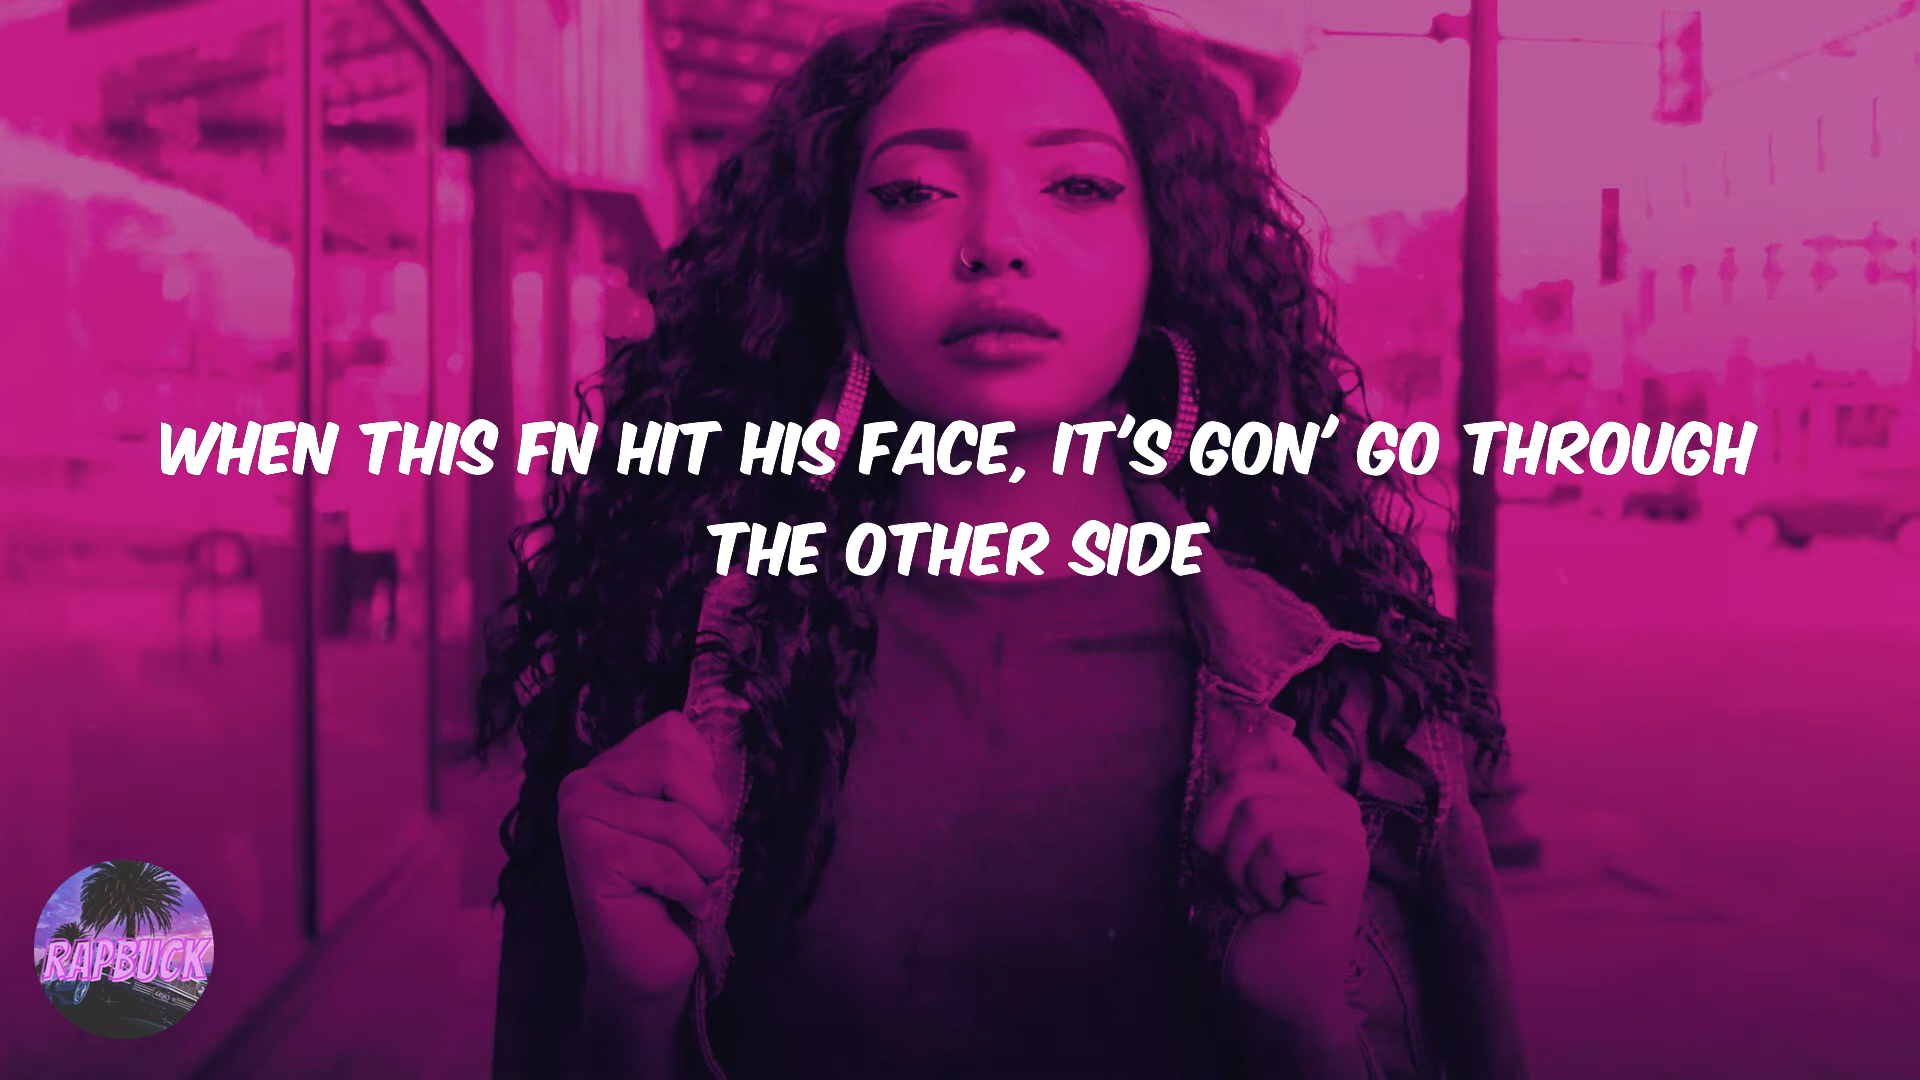 WHEN THIS FN HIT HIS FACE, IT'S GON' GO THROUGH
THE OTHER SIDE
RAPBUCK